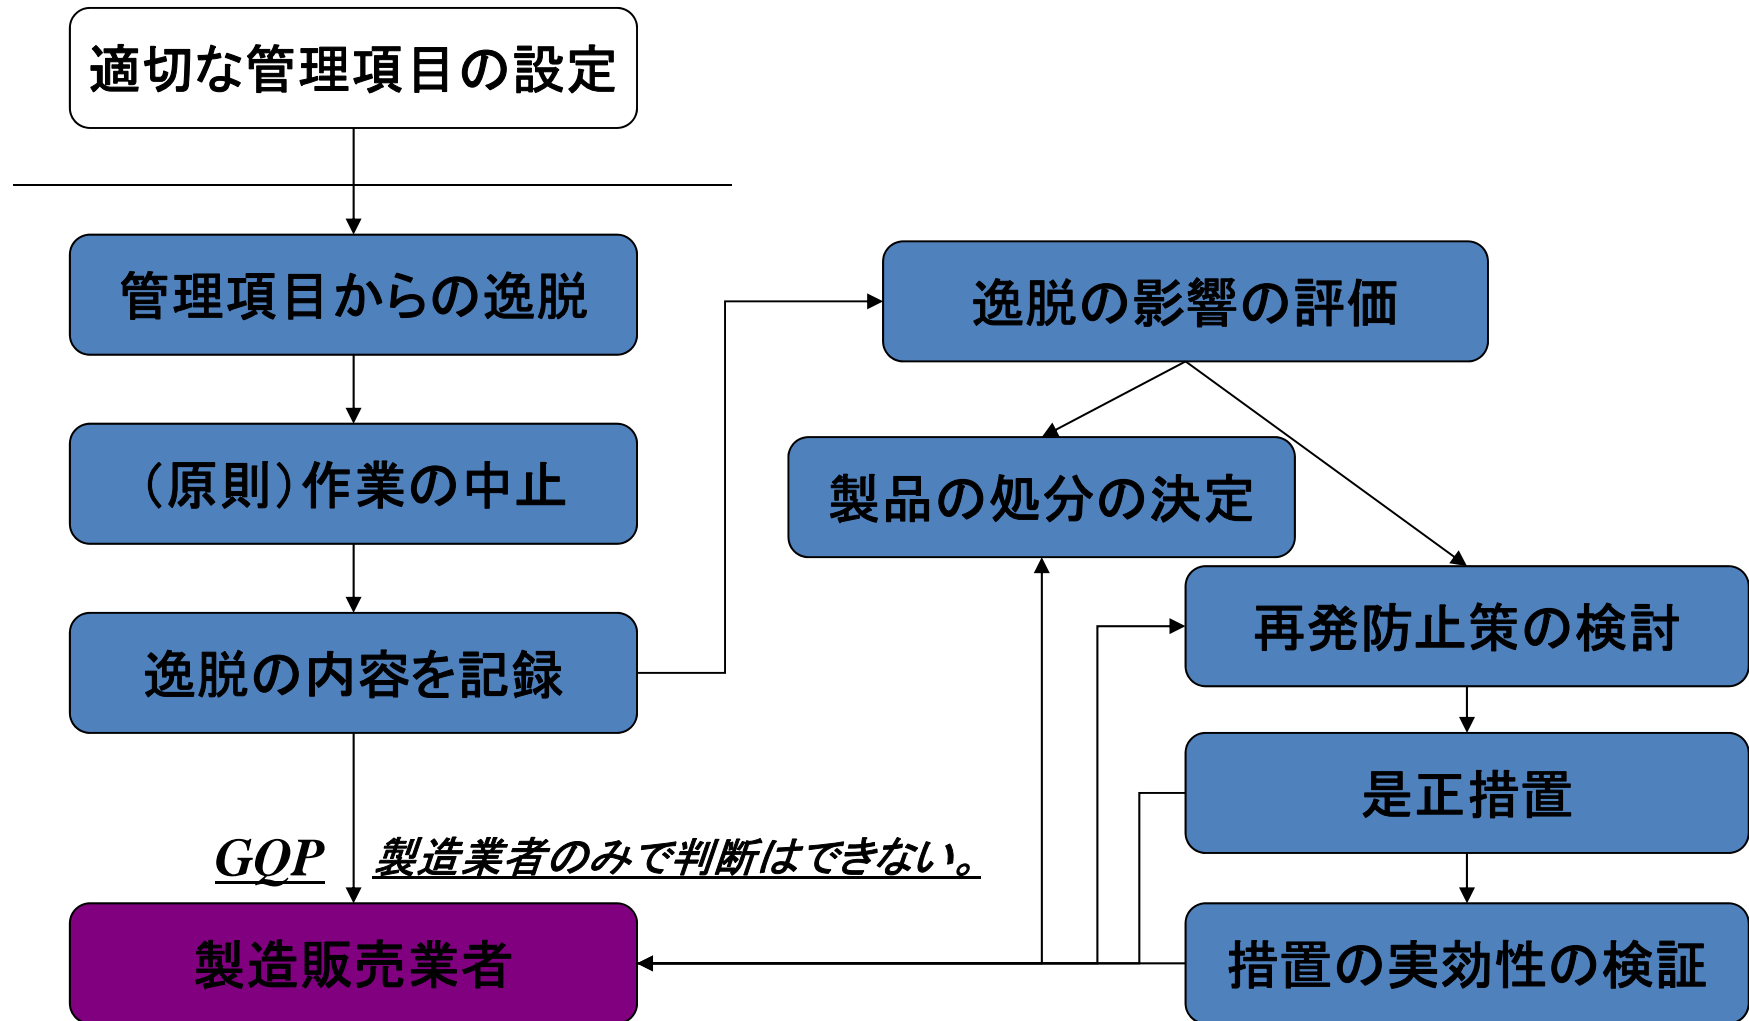 適切な管理項目の設定
管理項目からの逸脱
（原則）作業の中止
逸脱の内容を記録
GQP 製造業者のみで判断はできない。
製造販売業者
逸脱の影響の評価
製品の処分の決定
再発防止策の検討
是正措置
措置の実効性の検証